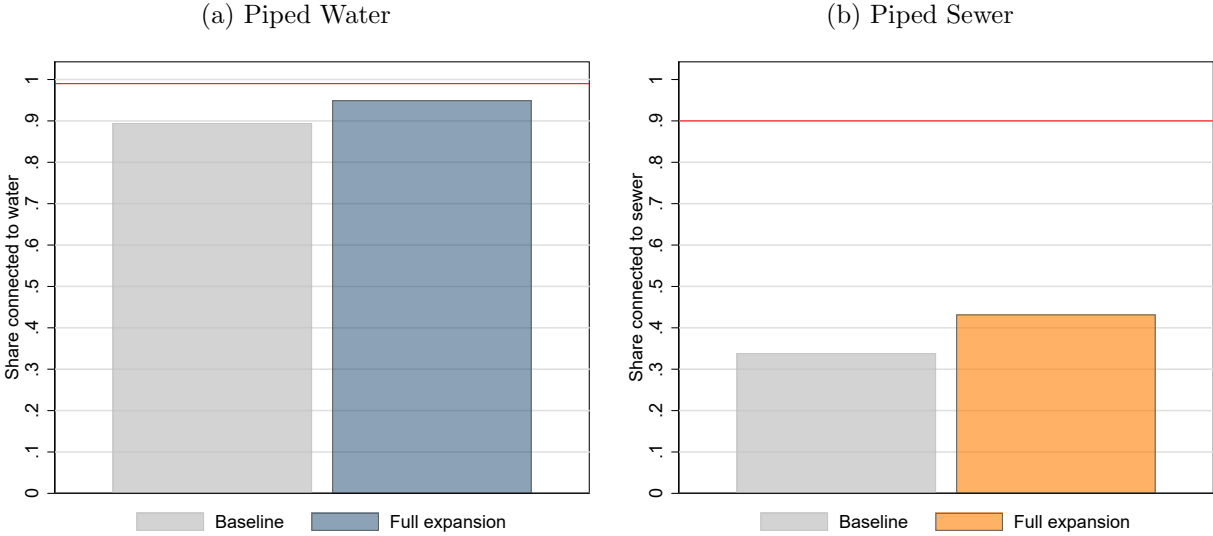 (a) Piped Water
Share connected to water
1
.9
.8
.7
.6
.5
.4
.3
.2
.1
0
Baseline
Full expansion
(b) Piped Sewer
Share connected to sewer
1
.9
.8
.7
.6
.5
.4
.3
.2
.1
0
Baseline
Full expansion